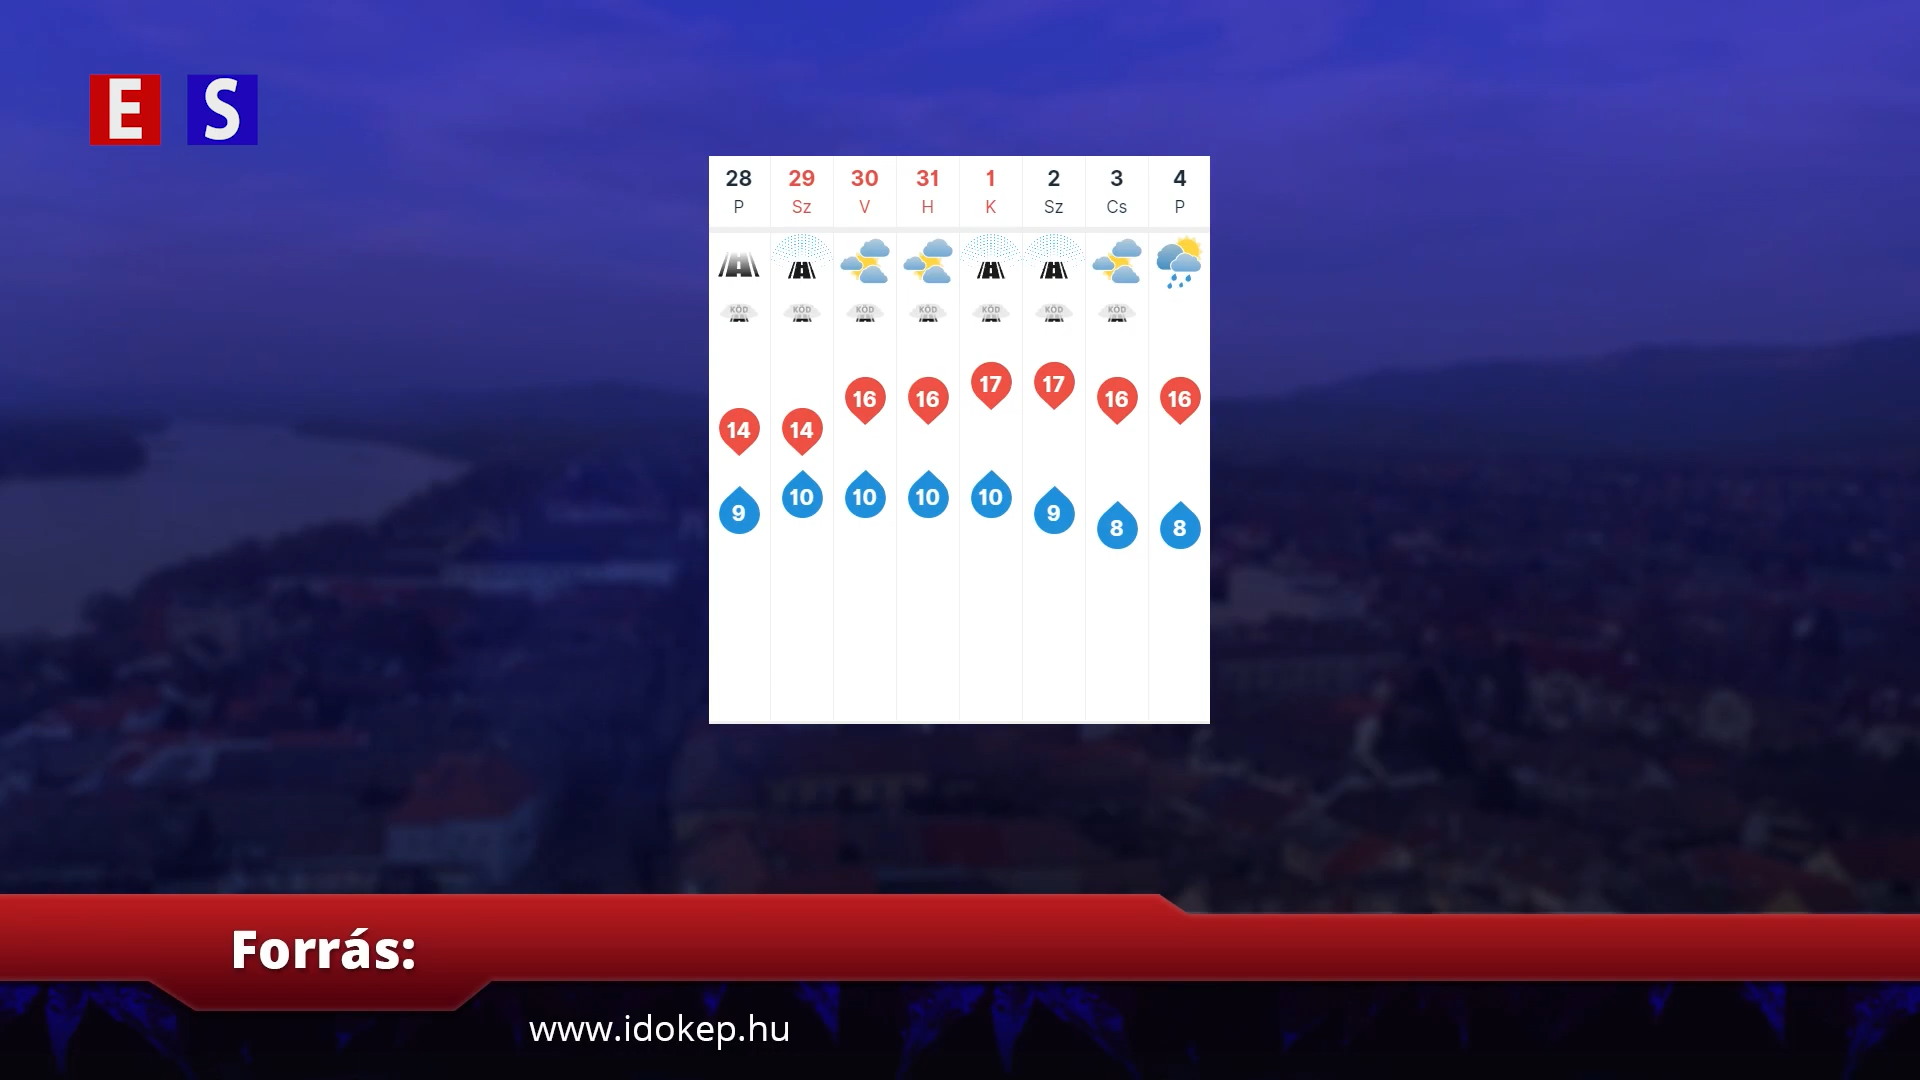 E S
28 29 30 31 1 2 3 4
P Sz V H K Sz Cs P
KÖD KÖD KÖD KÖD KÖD KÖD KÖD
14 14 16 16 17 17 16 16
9 10 10 10 10 9 8 8
Forrás:
www.idokep.hu